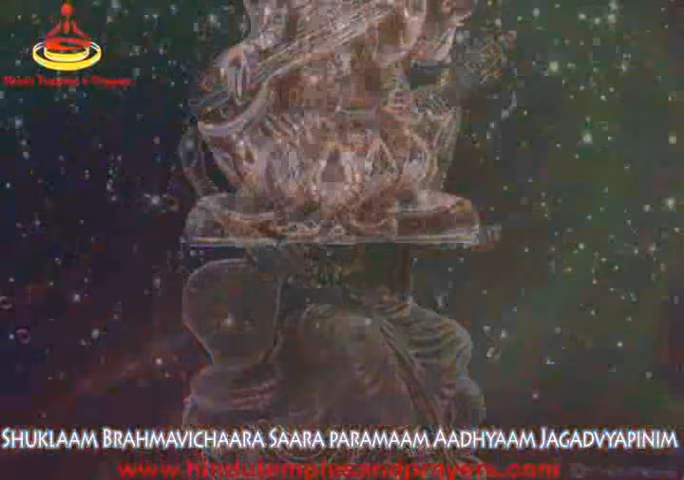 SHUKLAAM BRAHMAVICHAARA SAARA PARAMAAM AADHYAAM JAGADVYAPINIM
www.hindutemplesandprayers.com